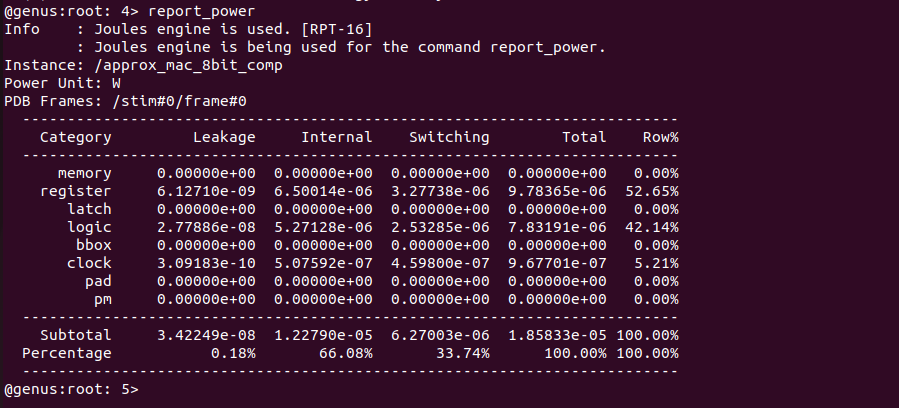 @genus:root: 4> report_power
Info    : Joules engine is used. [RPT-16]
        : Joules engine is being used for the command report_power.
Instance: /approx_mac_8bit_comp
Power Unit: W
PDB Frames: /stim#0/frame#0
  -------------------------------------------------------------------------
    Category         Leakage     Internal    Switching        Total    Row%
  -------------------------------------------------------------------------
      memory     0.00000e+00  0.00000e+00  0.00000e+00  0.00000e+00   0.00%
    register     6.12710e-09  6.50014e-06  3.27738e-06  9.78365e-06  52.65%
       latch     0.00000e+00  0.00000e+00  0.00000e+00  0.00000e+00   0.00%
       logic     2.77886e-08  5.27128e-06  2.53285e-06  7.83191e-06  42.14%
        bbox     0.00000e+00  0.00000e+00  0.00000e+00  0.00000e+00   0.00%
       clock     3.09183e-10  5.07592e-07  4.59800e-07  9.67701e-07   5.21%
         pad     0.00000e+00  0.00000e+00  0.00000e+00  0.00000e+00   0.00%
          pm     0.00000e+00  0.00000e+00  0.00000e+00  0.00000e+00   0.00%
  -------------------------------------------------------------------------
    Subtotal     3.42249e-08  1.22790e-05  6.27003e-06  1.85833e-05 100.00%
  Percentage           0.18%       66.08%       33.74%      100.00% 100.00%
  -------------------------------------------------------------------------
@genus:root: 5>